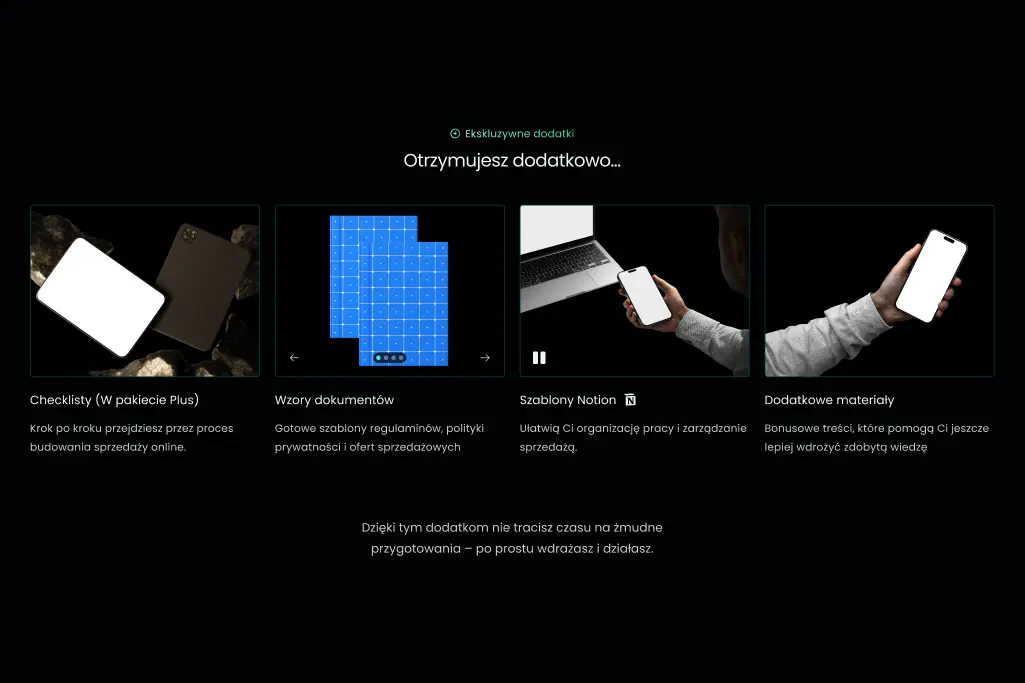 Ekskluzywne dodatki
Otrzymujesz dodatkowo...
Checklisty (W pakiecie Plus)
Krok po kroku przejdziesz przez proces
budowania sprzedaży online.
Wzory dokumentów
Gotowe szablony regulaminów, polityki
prywatności i ofert sprzedażowych
Szablony Notion
Ułatwią Ci organizację pracy i zarządzanie
sprzedażą.
Dodatkowe materiały
Bonusowe treści, które pomogą Ci jeszcze
lepiej wdrożyć zdobytą wiedzę
Dzięki tym dodatkom nie tracisz czasu na żmudne
przygotowania – po prostu wdrażasz i działasz.